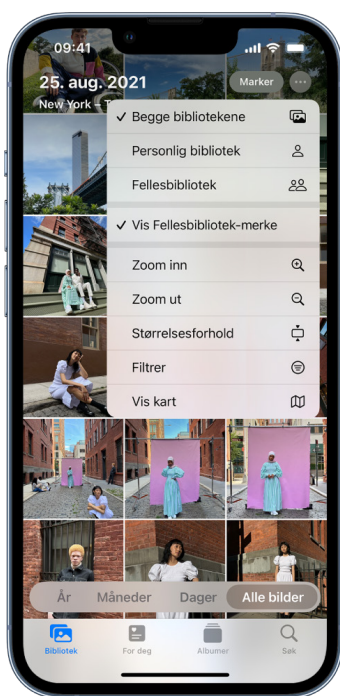 09:41
25. aug. 2021
Marker
New York –
Begge bibliotekene
Personlig bibliotek
Fellesbibliotek
Vis Fellesbibliotek-merke
Zoom inn
Zoom ut
Størrelsesforhold
Filtrer
Vis kart
År Måneder Dager Alle bilder
Bibliotek For deg Albumer Søk